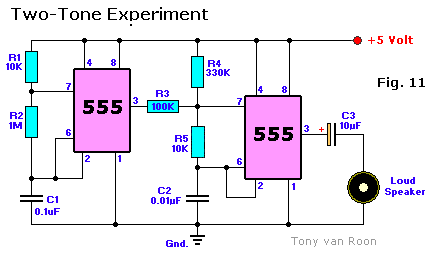 Two-Tone Experiment
+5 Volt
R1
10K
R4
330K
4
8
4
8
Fig. 11
7
R3
7
R2
1M
555
3
100K
555
3
+
C3
10µF
6
R5
10K
6
2
1
2
1
C1
0.1uF
C2
0.01µF
Loud
Speaker
Gnd.
Tony van Roon